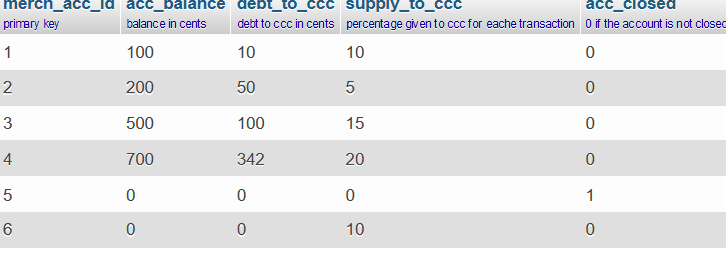 merch_acc_id acc_balance debt_to_ccc supply_to_ccc acc_closed
primary key balance in cents debt to ccc in cents percentage given to ccc for eache transaction 0 if the account is not closed
1 100 10 10 0
2 200 50 5 0
3 500 100 15 0
4 700 342 20 0
5 0 0 0 1
6 0 0 10 0